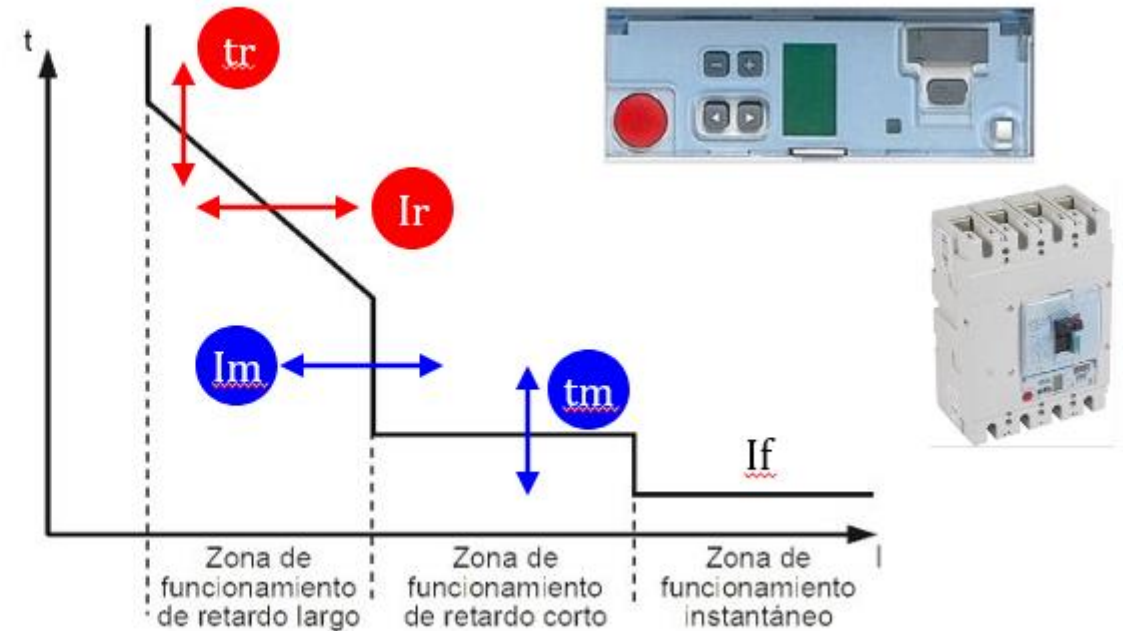 t
tr
Ir
Im
tm
If
I
Zona de
funcionamiento
de retardo largo
Zona de
funcionamiento
de retardo corto
Zona de
funcionamiento
instantáneo
- +